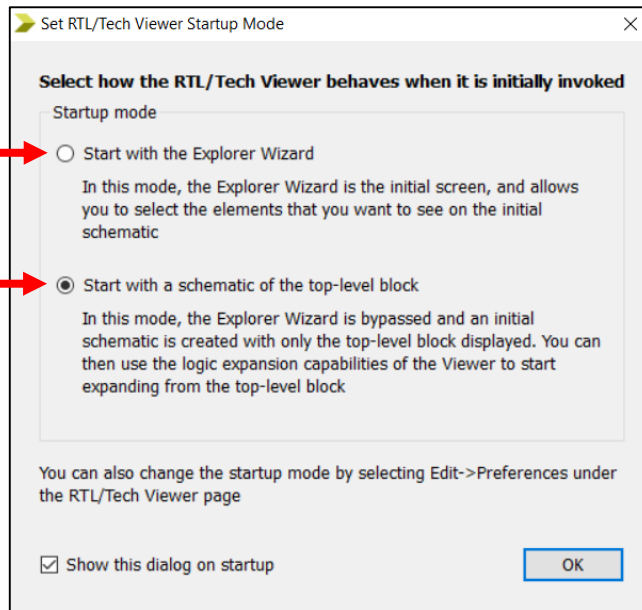 Set RTL/Tech Viewer Startup Mode
Select how the RTL/Tech Viewer behaves when it is initially invoked
Startup mode
Start with the Explorer Wizard
In this mode, the Explorer Wizard is the initial screen, and allows
you to select the elements that you want to see on the initial
schematic
Start with a schematic of the top-level block
In this mode, the Explorer Wizard is bypassed and an initial
schematic is created with only the top-level block displayed. You can
then use the logic expansion capabilities of the Viewer to start
expanding from the top-level block
You can also change the startup mode by selecting Edit->Preferences under
the RTL/Tech Viewer page
Show this dialog on startup
OK